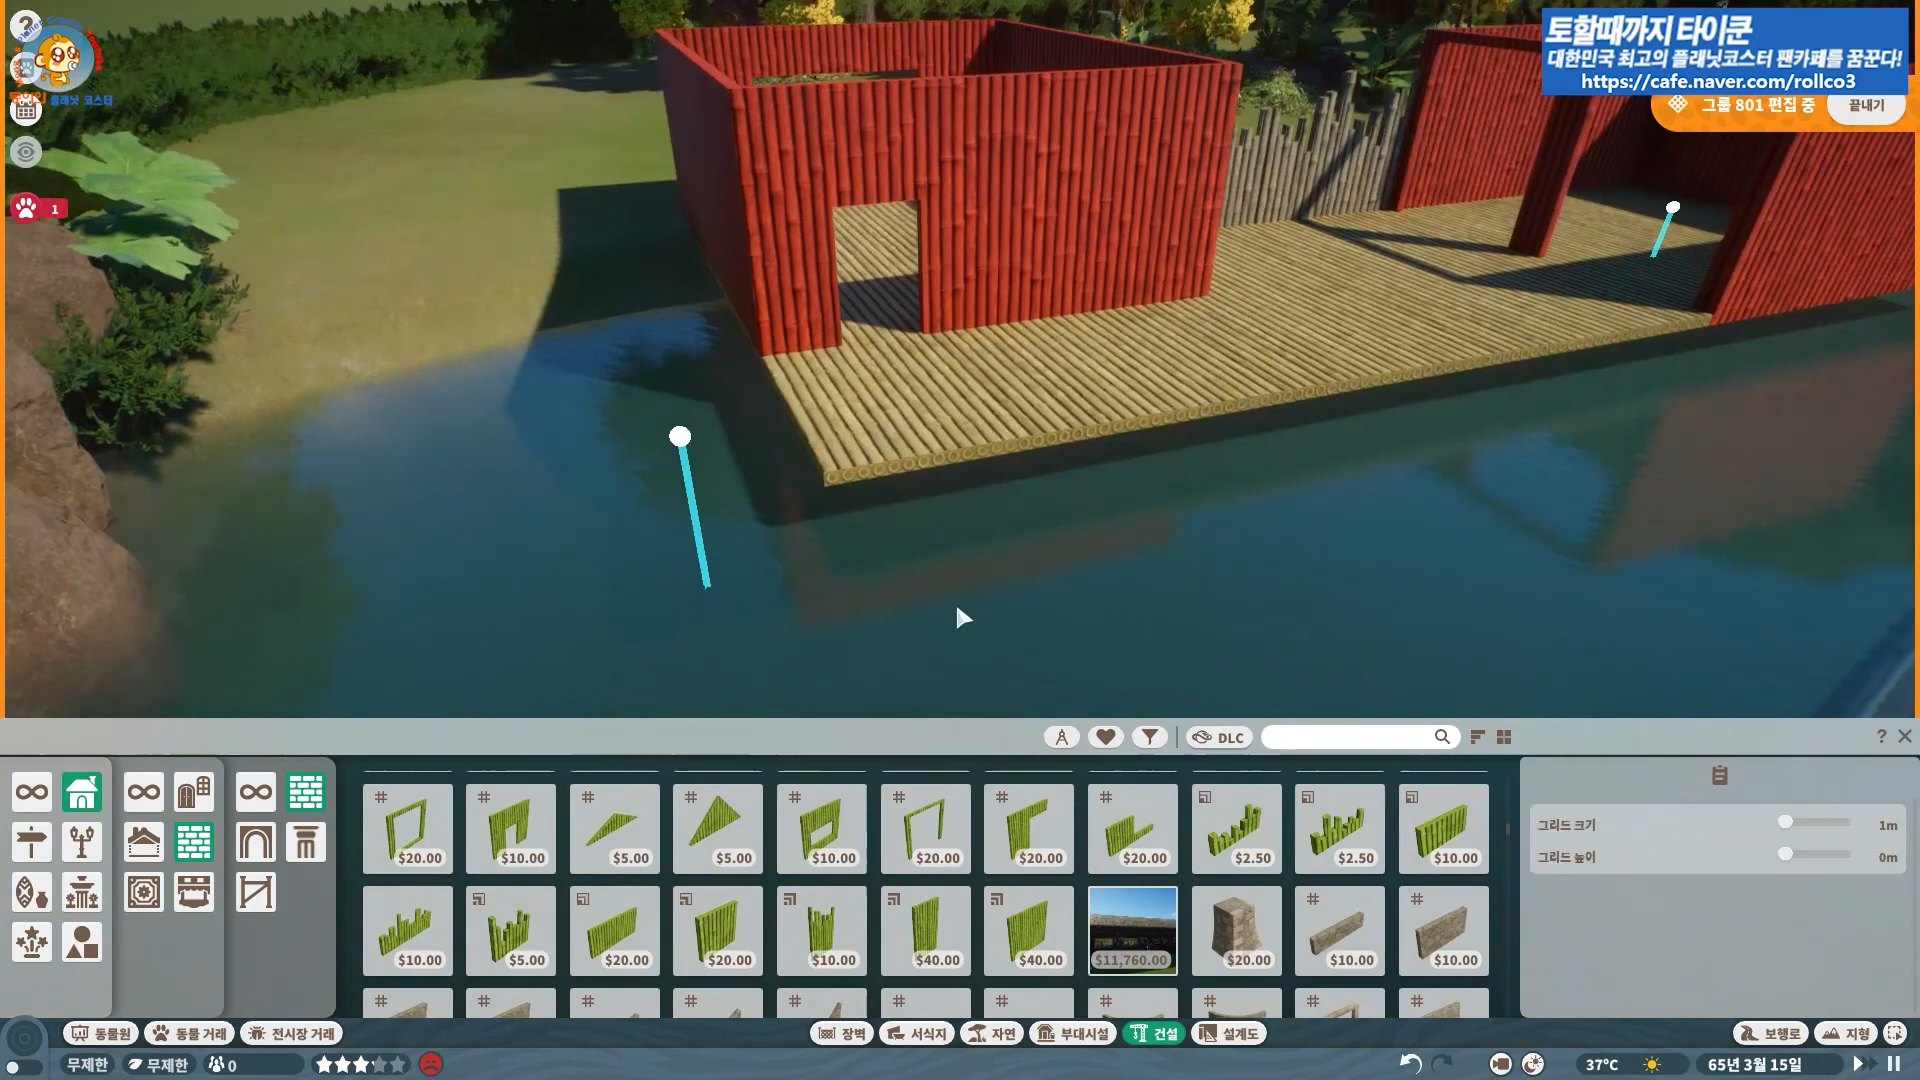 토할때까지 타이쿤
대한민국 최고의 플래닛코스터 팬카페를 꿈꾼다!
https://cafe.naver.com/rollco3
플래닛 코스터
그룹 801 편집 중
끝내기
1
DLC
$20.00
$10.00
$5.00
$5.00
$10.00
$20.00
$20.00
$20.00
$2.50
$2.50
$10.00
그리드 크기
1m
그리드 높이
0m
$10.00
$5.00
$20.00
$20.00
$10.00
$40.00
$40.00
$11,760.00
$20.00
$10.00
$10.00
동물원
동물 거래
전시장 거래
장벽
서식지
자연
부대시설
건설
설계도
보행로
지형
무제한
무제한
0
37°C
65년 3월 15일